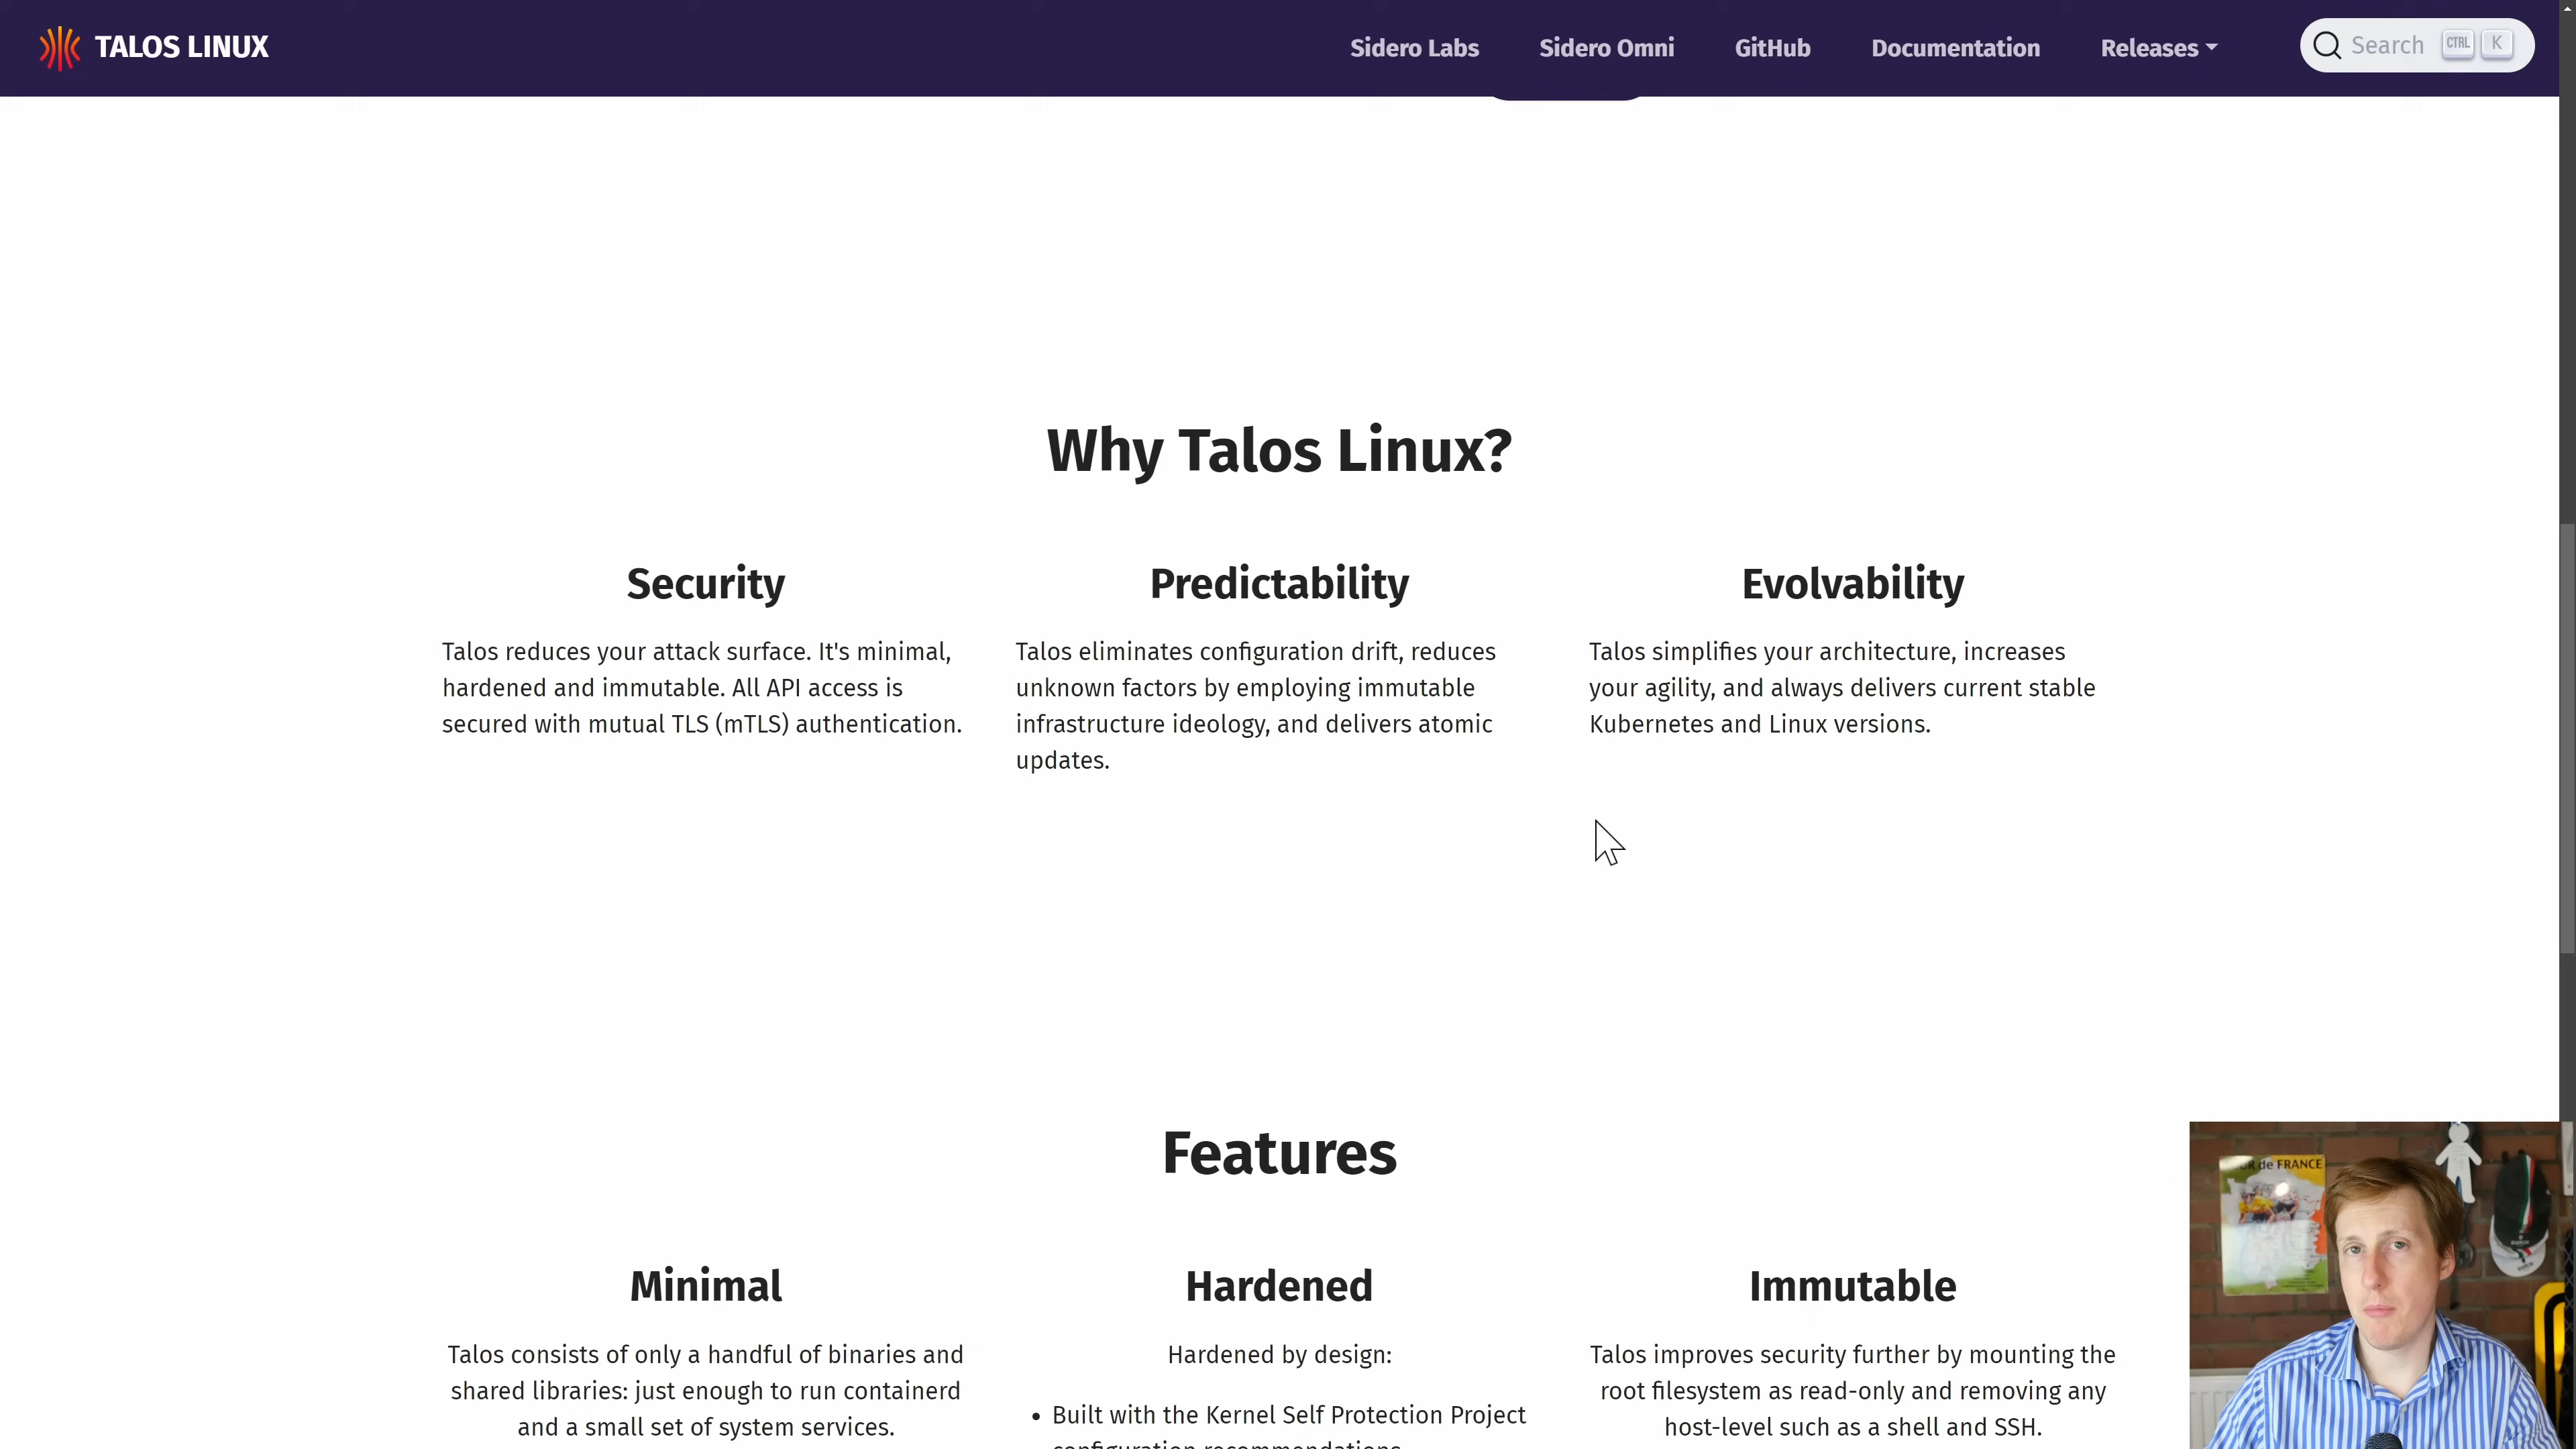 TALOS LINUX
Sidero Labs
Sidero Omni
GitHub
Documentation
Releases
Search
CTRL
K
Why Talos Linux?
Security
Talos reduces your attack surface. It's minimal,
hardened and immutable. All API access is
secured with mutual TLS (mTLS) authentication.
Predictability
Talos eliminates configuration drift, reduces
unknown factors by employing immutable
infrastructure ideology, and delivers atomic
updates.
Evolvability
Talos simplifies your architecture, increases
your agility, and always delivers current stable
Kubernetes and Linux versions.
Features
Minimal
Talos consists of only a handful of binaries and
shared libraries: just enough to run containerd
and a small set of system services.
Hardened
Hardened by design:
• Built with the Kernel Self Protection Project
configuration recommendations
Immutable
Talos improves security further by mounting the
root filesystem as read-only and removing any
host-level such as a shell and SSH.
de FRANCE